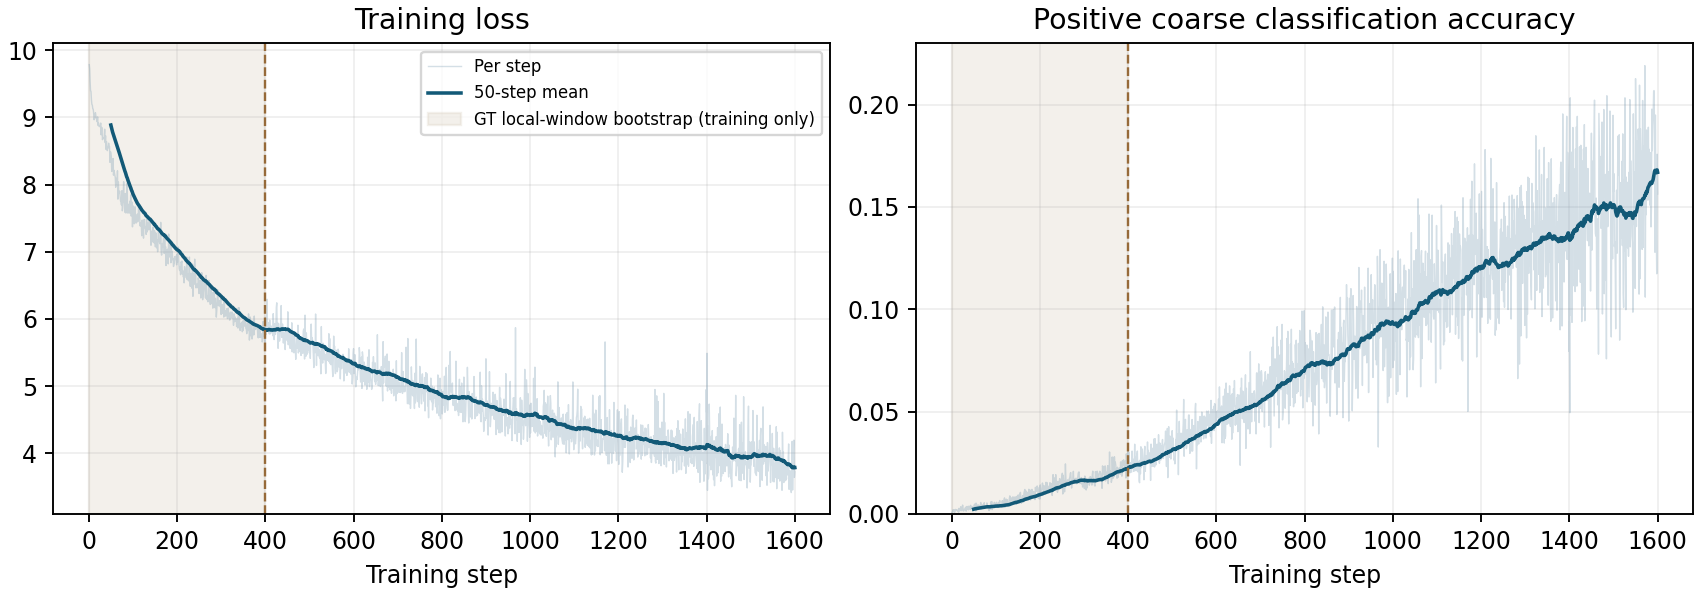 Training loss
10
9
8
7
6
5
4
Per step
50-step mean
GT local-window bootstrap (training only)
0 200 400 600 800 1000 1200 1400 1600
Training step
Positive coarse classification accuracy
0.20
0.15
0.10
0.05
0.00
0 200 400 600 800 1000 1200 1400 1600
Training step